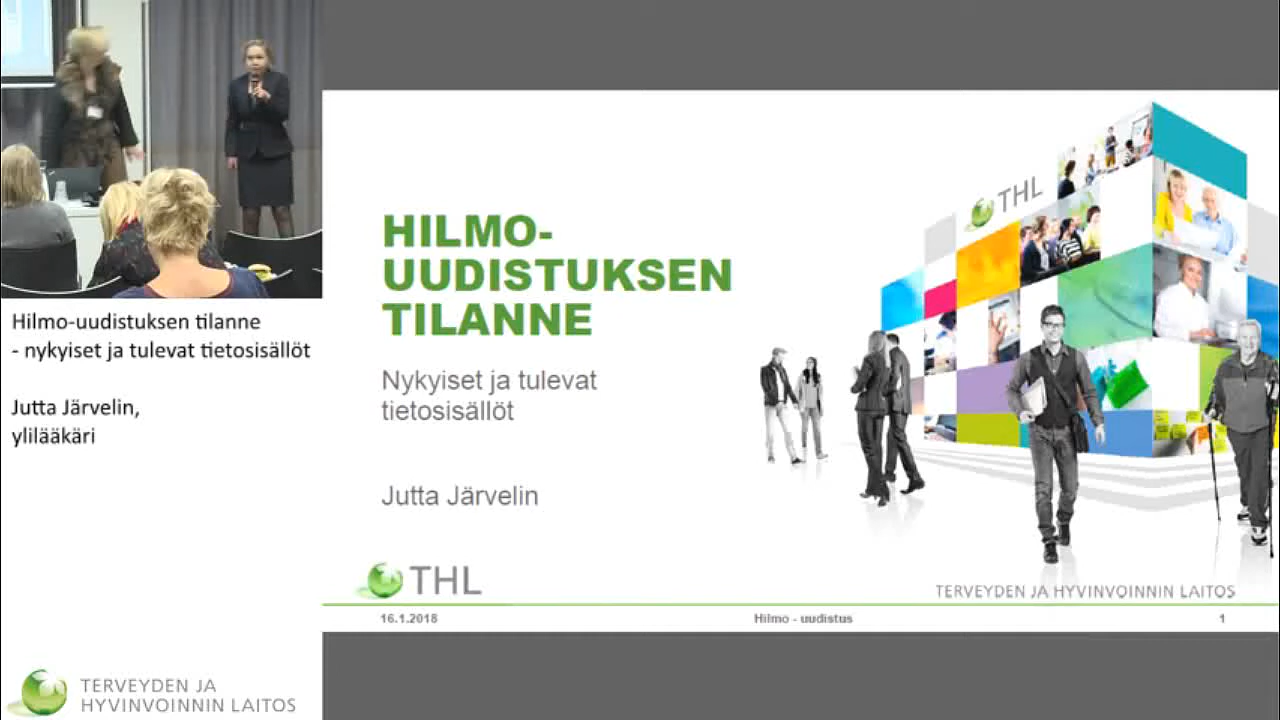 Hilmo-uudistuksen tilanne
- nykyiset ja tulevat tietosisällöt
Jutta Järvelin,
ylilääkäri
TERVEYDEN JA
HYVINVOINNIN LAITOS
HILMO-
UUDISTUKSEN
TILANNE
Nykyiset ja tulevat
tietosisällöt
Jutta Järvelin
THL
THL
TERVEYDEN JA HYVINVOINNIN LAITOS
16.1.2018
Hilmo - uudistus
1